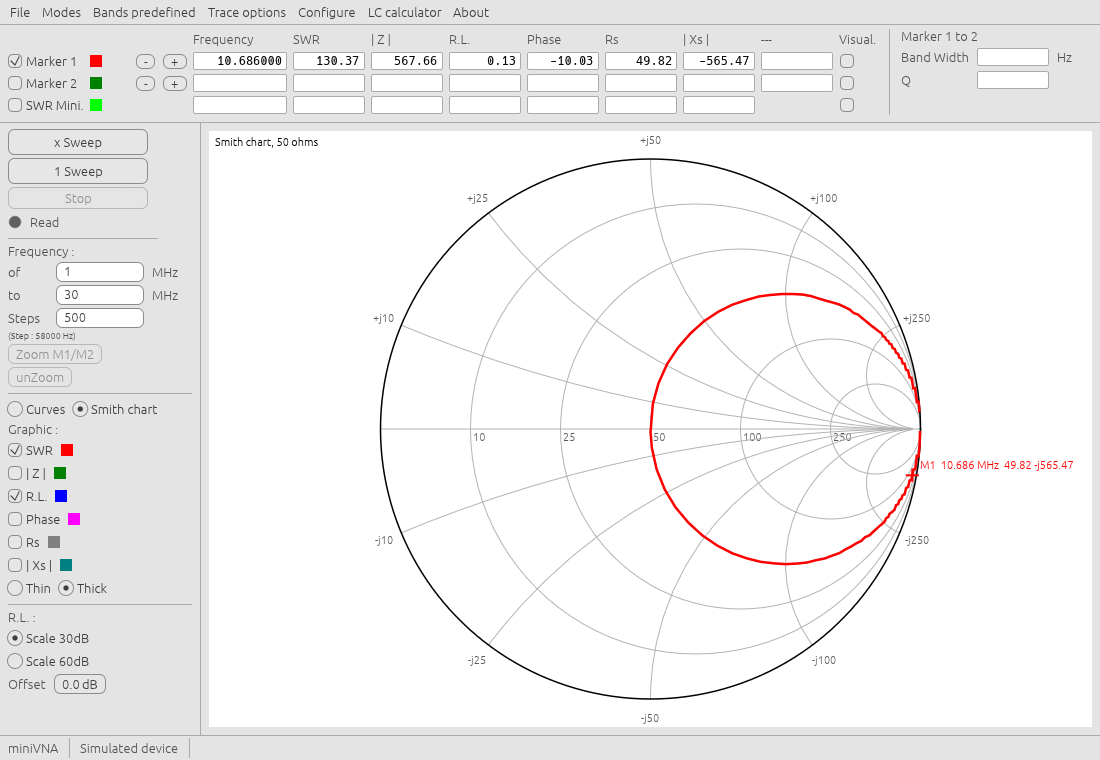 File Modes Bands predefined Trace options Configure LC calculator About
Frequency SWR | Z | R.L. Phase Rs | Xs | --- Visual. Marker 1 to 2
Marker 1 - + 10.686000 130.37 567.66 0.13 -10.03 49.82 -565.47 Band Width Hz
Marker 2 - + Q
SWR Mini.
x Sweep
1 Sweep
Stop
Read
Frequency :
of 1 MHz
to 30 MHz
Steps 500
(Step : 58000 Hz)
Zoom M1/M2
unZoom
Curves Smith chart
Graphic :
SWR
| Z |
R.L.
Phase
Rs
| Xs |
Thin Thick
R.L. :
Scale 30dB
Scale 60dB
Offset 0.0 dB
Smith chart, 50 ohms
+j50
+j25 +j100
+j10 +j250
10 25 50 100 250
M1 10.686 MHz 49.82 -j565.47
-j10 -j250
-j25 -j100
-j50
miniVNA Simulated device